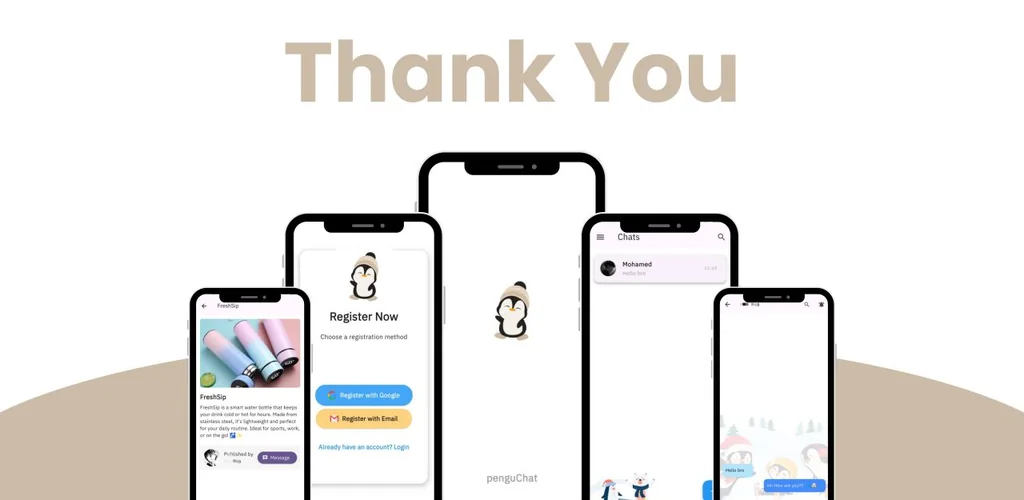 Thank You
FreshSip
FreshSip
FreshSip is a smart water bottle that keeps
your drink cold or hot for hours. Made from
stainless steel, it's lightweight and perfect
for your daily routine. Ideal for sports, work,
or on the go!
Published by
Message
Register Now
Choose a registration method
Register with Google
Register with Email
Already have an account? Login
penguChat
Chats
Mohamed
Hello bro
Hello bro